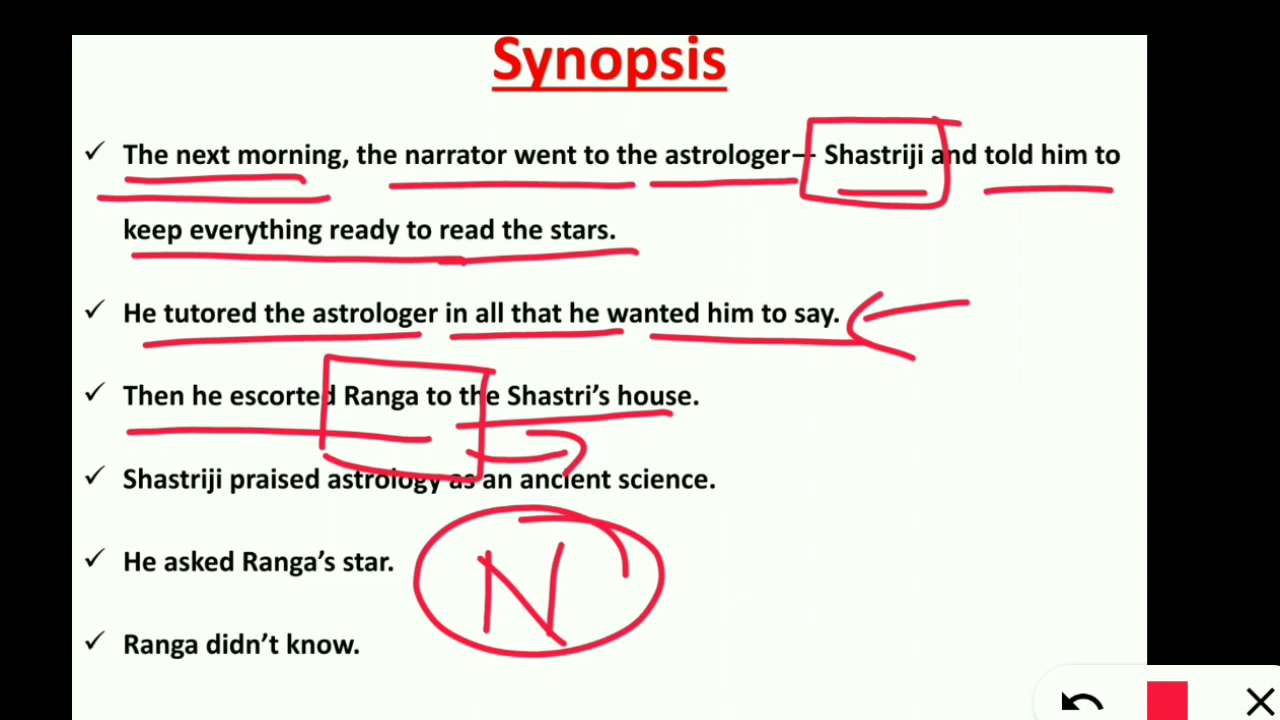 Synopsis
✓ The next morning, the narrator went to the astrologer– Shastriji and told him to
keep everything ready to read the stars.
✓ He tutored the astrologer in all that he wanted him to say.
✓ Then he escorted Ranga to the Shastri’s house.
✓ Shastriji praised astrology as an ancient science.
✓ He asked Ranga’s star.
N
✓ Ranga didn’t know.